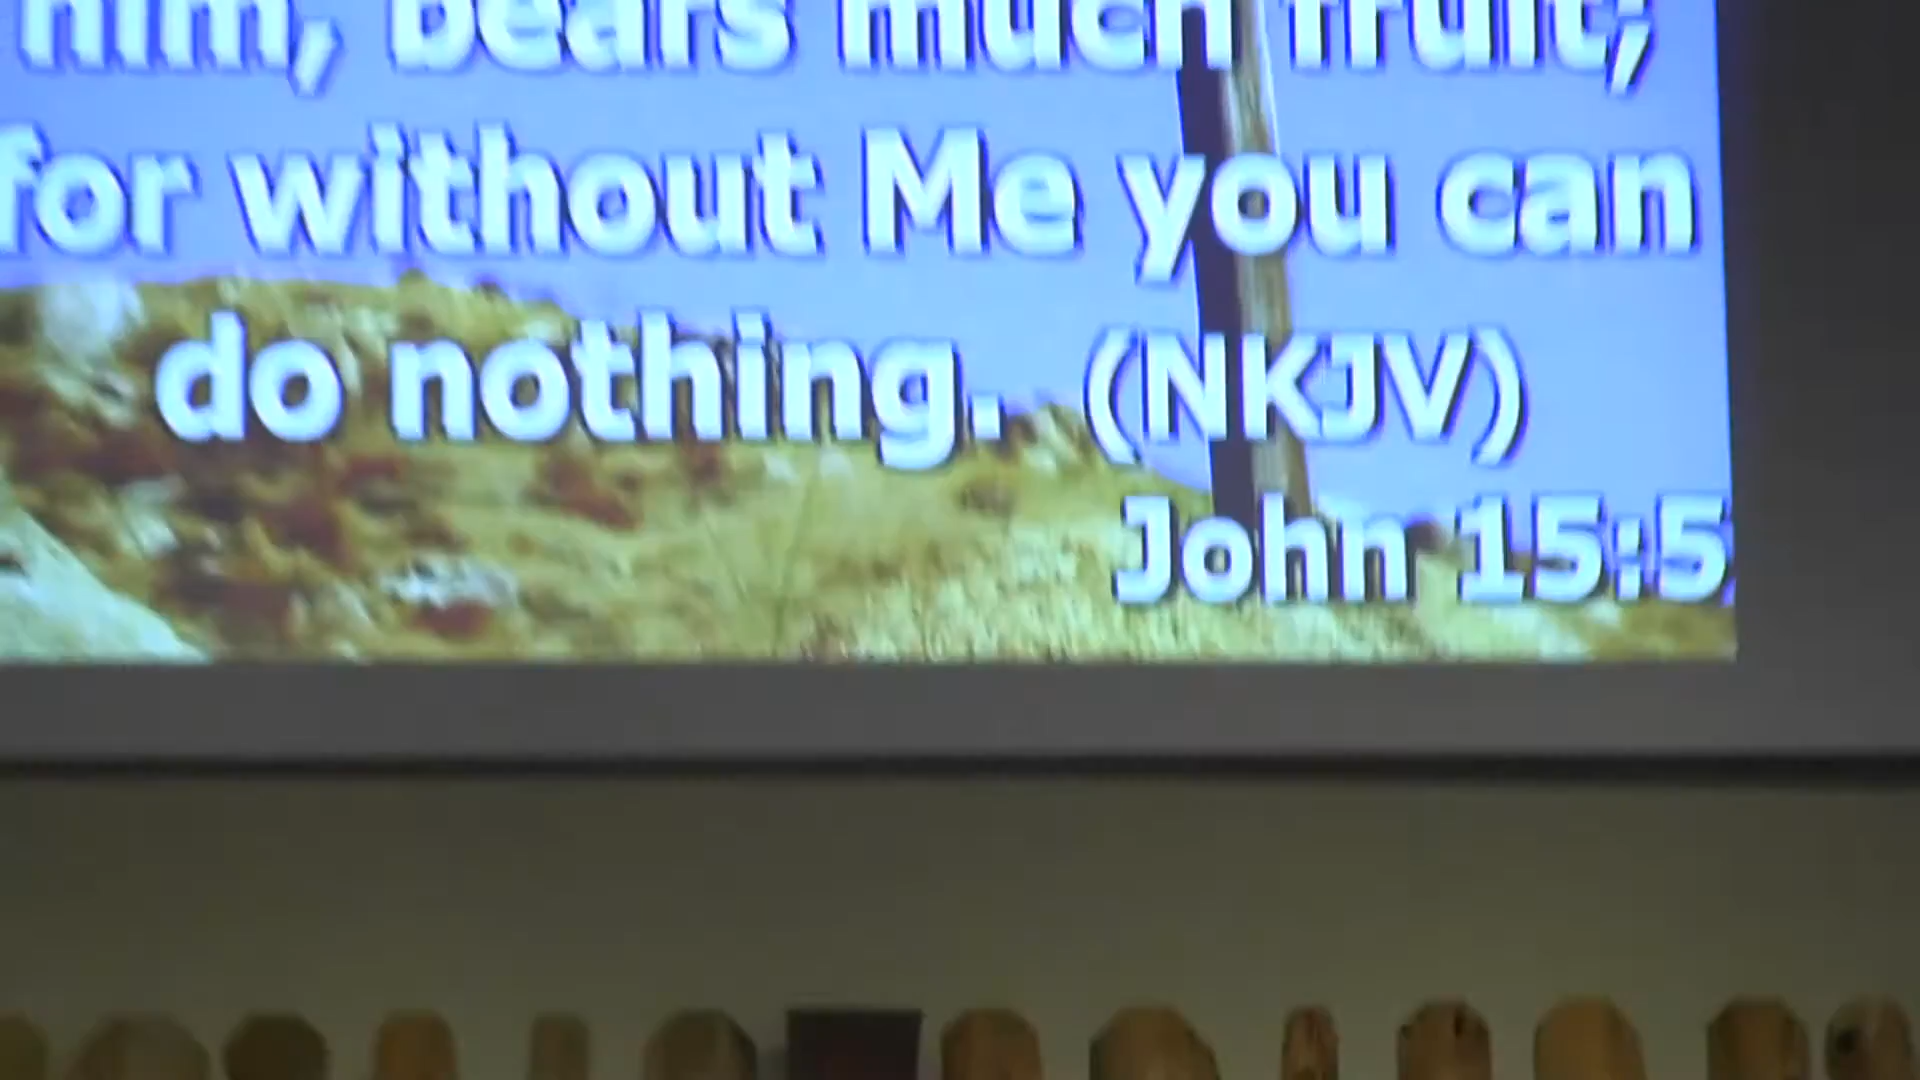 him, bears much fruit;
for without Me you can
do nothing. (NKJV)
John 15:5